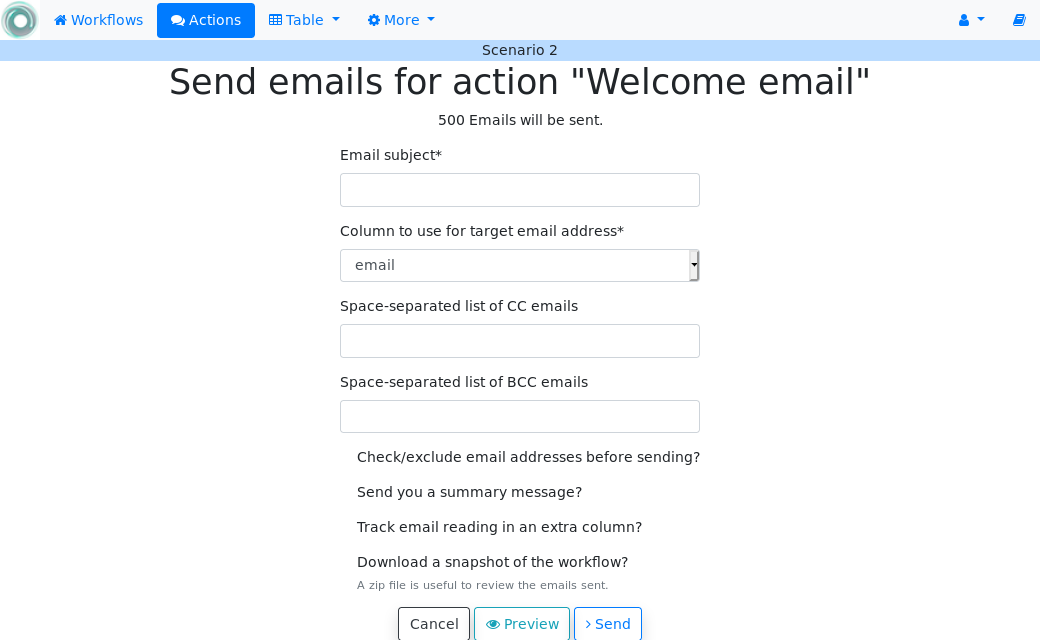 Workflows Actions Table More
Scenario 2
Send emails for action "Welcome email"
500 Emails will be sent.
Email subject*
Column to use for target email address*
email
Space-separated list of CC emails
Space-separated list of BCC emails
Check/exclude email addresses before sending?
Send you a summary message?
Track email reading in an extra column?
Download a snapshot of the workflow?
A zip file is useful to review the emails sent.
Cancel Preview Send